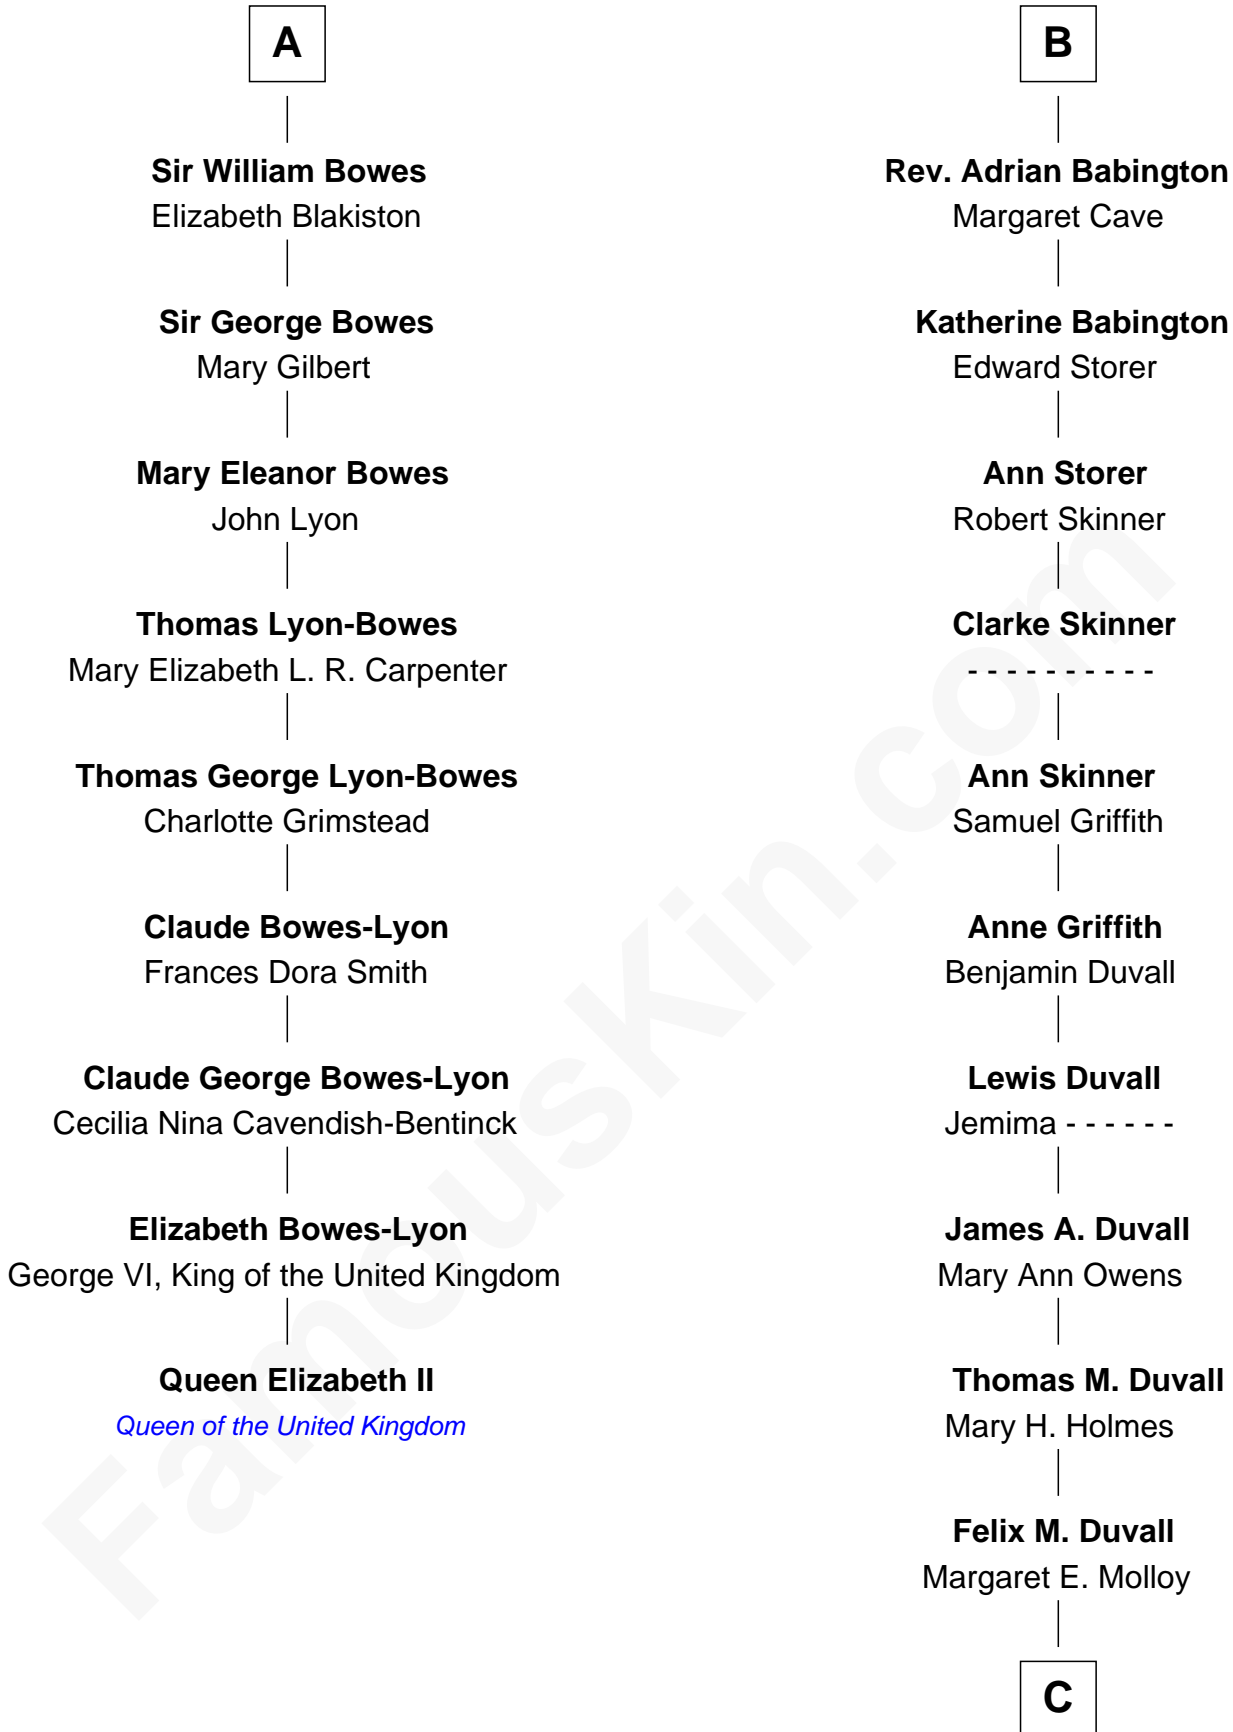 A
Sir William Bowes
Elizabeth Blakiston
Sir George Bowes
Mary Gilbert
Mary Eleanor Bowes
John Lyon
Thomas Lyon-Bowes
Mary Elizabeth L. R. Carpenter
Thomas George Lyon-Bowes
Charlotte Grimstead
Claude Bowes-Lyon
Frances Dora Smith
Claude George Bowes-Lyon
Cecilia Nina Cavendish-Bentinck
Elizabeth Bowes-Lyon
George VI, King of the United Kingdom
Queen Elizabeth II
Queen of the United Kingdom
B
Rev. Adrian Babington
Margaret Cave
Katherine Babington
Edward Storer
Ann Storer
Robert Skinner
Clarke Skinner
- - - - - - - - - -
Ann Skinner
Samuel Griffith
Anne Griffith
Benjamin Duvall
Lewis Duvall
Jemima - - - - - -
James A. Duvall
Mary Ann Owens
Thomas M. Duvall
Mary H. Holmes
Felix M. Duvall
Margaret E. Molloy
C
FamousKin.com